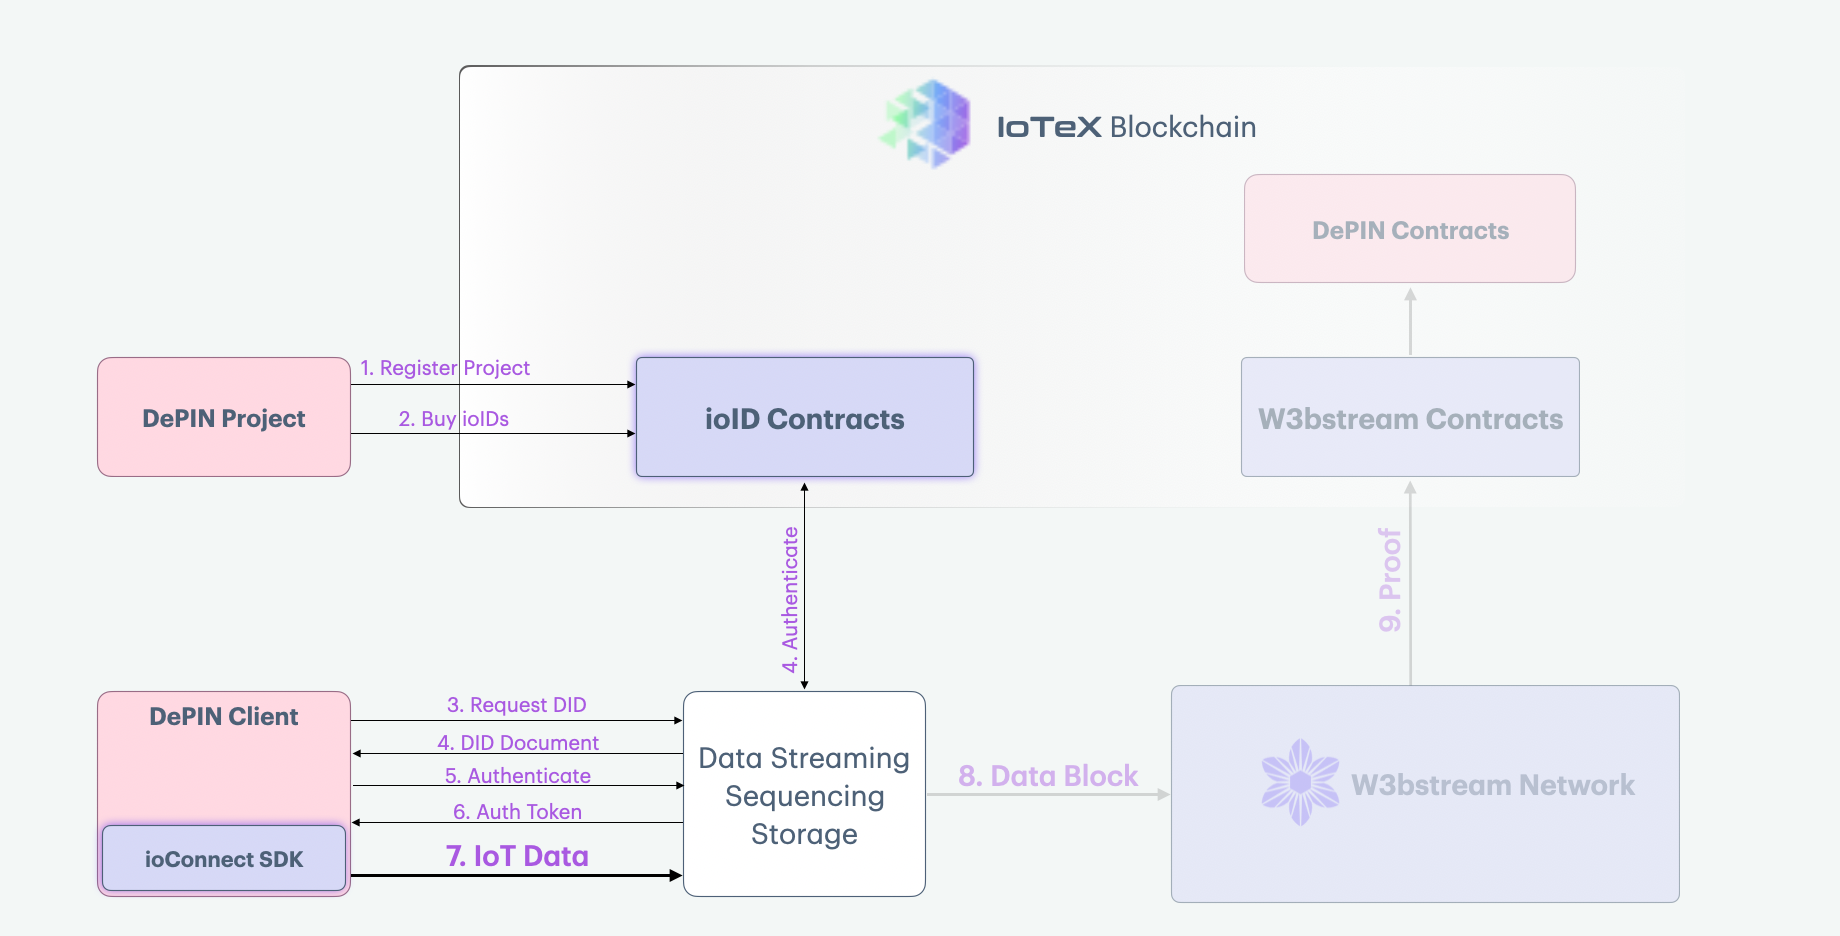 IoTeX Blockchain
DePIN Contracts
1. Register Project
DePIN Project
2. Buy ioIDs
ioID Contracts
W3bstream Contracts
4. Authenticate
9. Proof
DePIN Client
3. Request DID
4. DID Document
5. Authenticate
6. Auth Token
7. IoT Data
ioConnect SDK
Data Streaming
Sequencing
Storage
8. Data Block
W3bstream Network